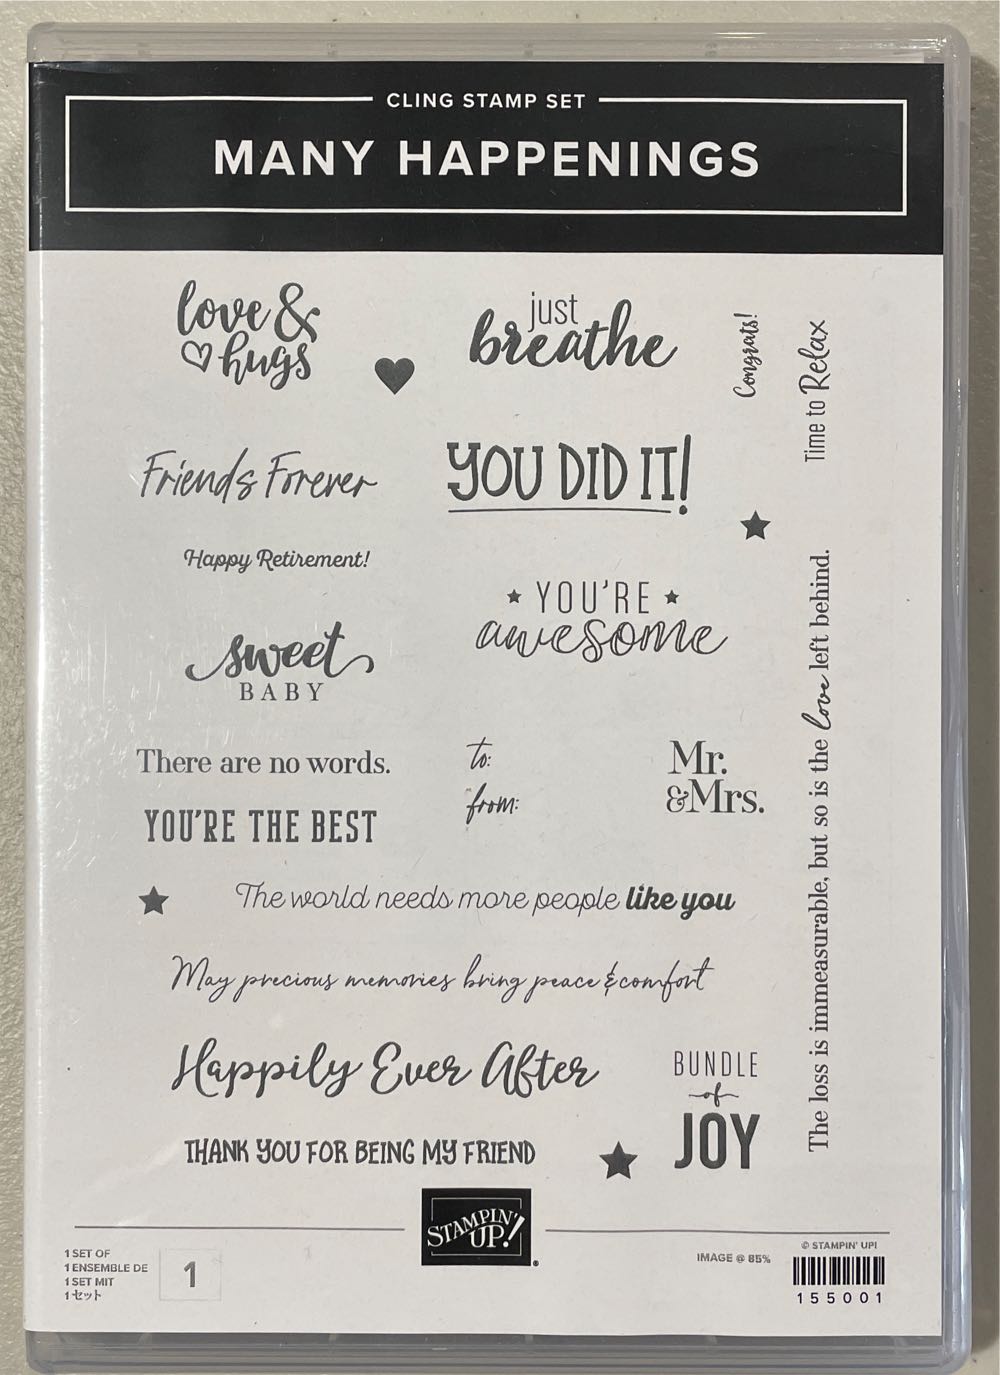 CLING STAMP SET
MANY HAPPENINGS
love &
hugs
just
breathe
Congrats!
Time to Relax
Friends Forever
YOU DID IT!
Happy Retirement!
YOU'RE
awesome
sweet
BABY
The loss is immeasurable, but so is the love left behind.
There are no words.
to:
from:
Mr.
&Mrs.
YOU'RE THE BEST
The world needs more people like you
May precious memories bring peace & comfort
Happily Ever After
BUNDLE
of
JOY
THANK YOU FOR BEING MY FRIEND
STAMPIN'
UP!
1 SET OF
1 ENSEMBLE DE
1 SET MIT
1 セット
1
IMAGE @ 85%
© STAMPIN' UP!
155001